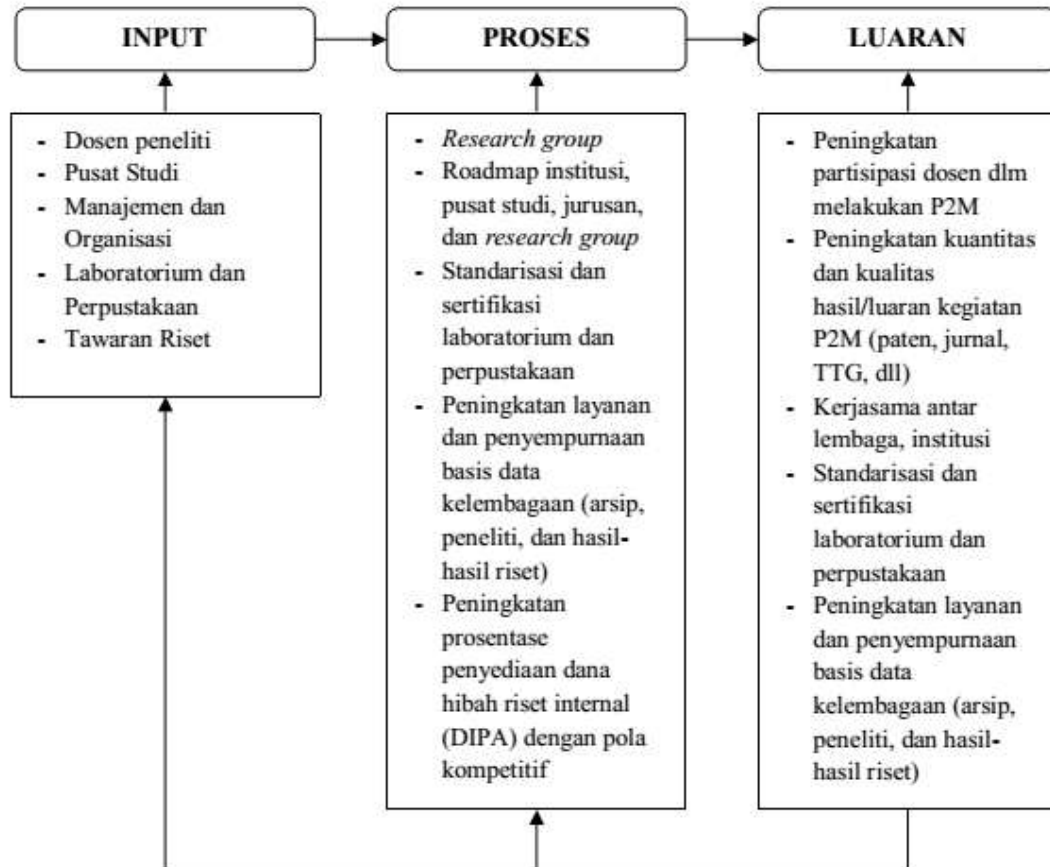 INPUT
PROSES
LUARAN
- Dosen peneliti
- Pusat Studi
- Manajemen dan
Organisasi
- Laboratorium dan
Perpustakaan
- Tawaran Riset
- Research group
- Roadmap institusi,
pusat studi, jurusan,
dan research group
- Standarisasi dan
sertifikasi
laboratorium dan
perpustakaan
- Peningkatan layanan
dan penyempurnaan
basis data
kelembagaan (arsip,
peneliti, dan hasil-
hasil riset)
- Peningkatan
prosentase
penyediaan dana
hibah riset internal
(DIPA) dengan pola
kompetitif
- Peningkatan
partisipasi dosen dlm
melakukan P2M
- Peningkatan kuantitas
dan kualitas
hasil/luaran kegiatan
P2M (paten, jurnal,
TTG, dll)
- Kerjasama antar
lembaga, institusi
- Standarisasi dan
sertifikasi
laboratorium dan
perpustakaan
- Peningkatan layanan
dan penyempurnaan
basis data
kelembagaan (arsip,
peneliti, dan hasil-
hasil riset)